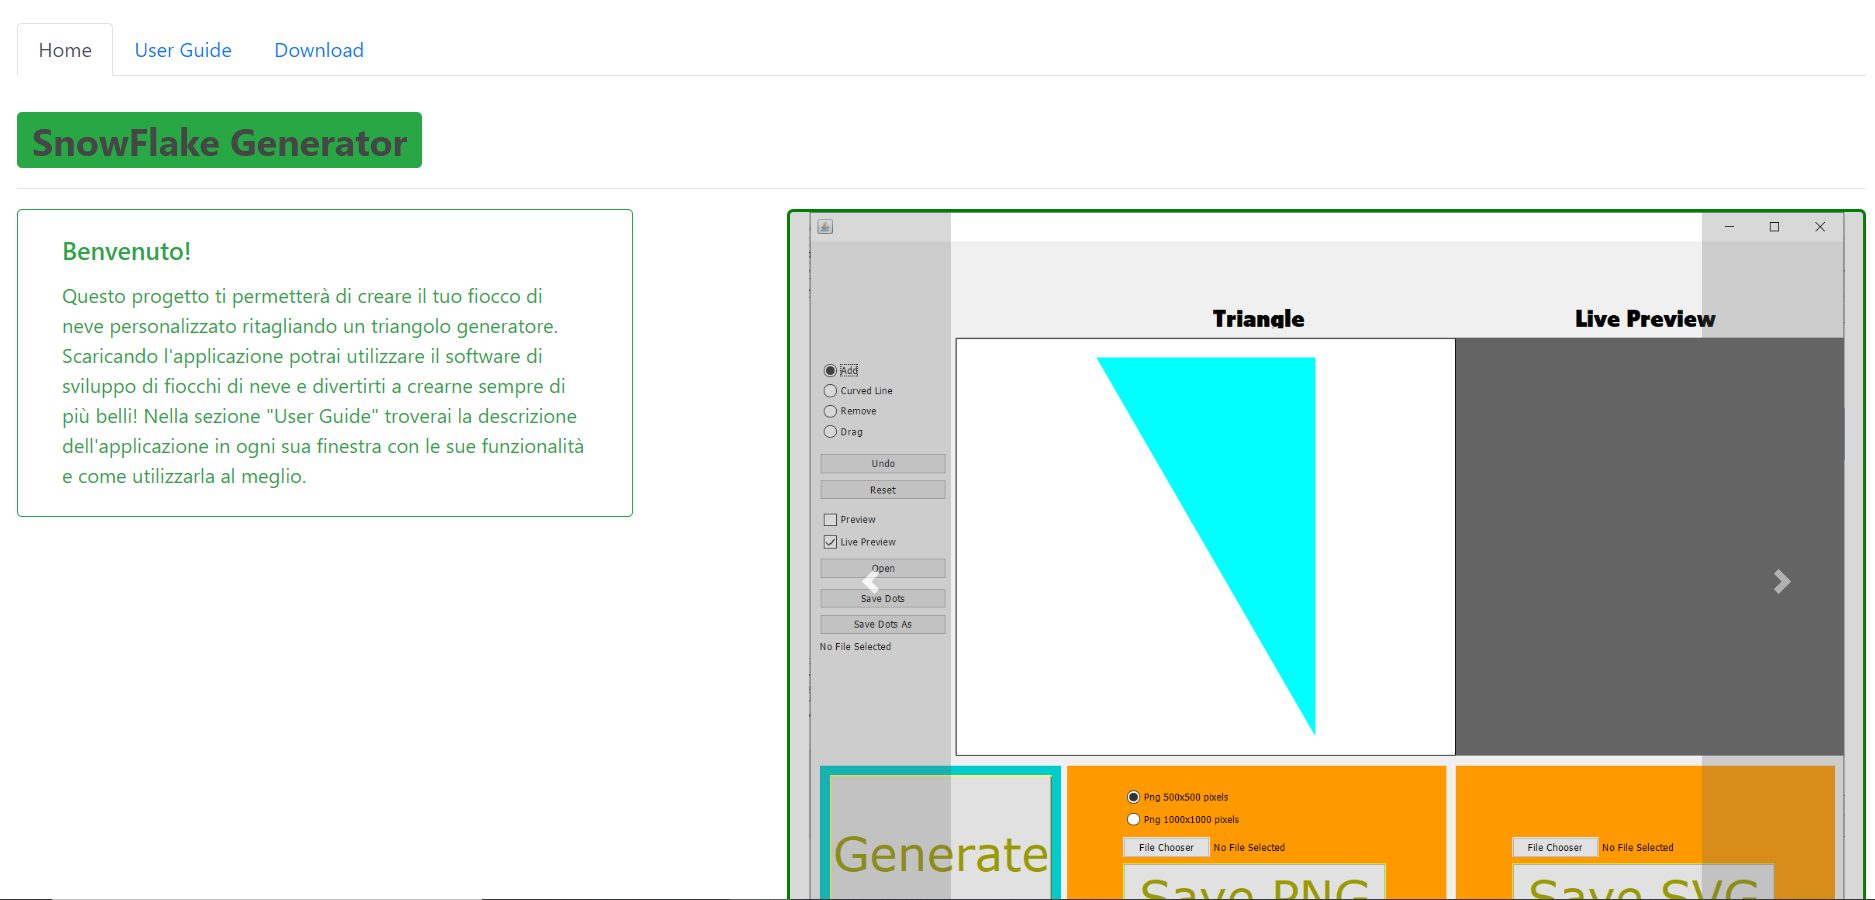 Home User Guide Download
SnowFlake Generator
Benvenuto!
Questo progetto ti permetterà di creare il tuo fiocco di
neve personalizzato ritagliando un triangolo generatore.
Scaricando l'applicazione potrai utilizzare il software di
sviluppo di fiocchi di neve e divertirti a crearne sempre di
più belli! Nella sezione "User Guide" troverai la descrizione
dell'applicazione in ogni sua finestra con le sue funzionalità
e come utilizzarla al meglio.
Triangle Live Preview
Add
Curved Line
Remove
Drag
Undo
Reset
Preview
Live Preview
Open
Save Dots
Save Dots As
No File Selected
Generate
Png 500x500 pixels
Png 1000x1000 pixels
File Chooser No File Selected
Save PNG
File Chooser No File Selected
Save SVG